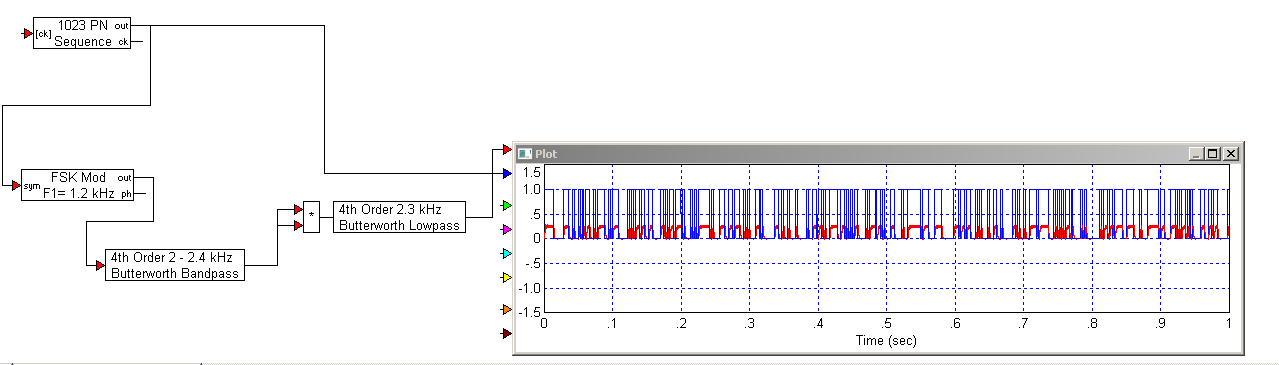 1023 PN out
[ck] Sequence ck
FSK Mod out
sym F1= 1.2 kHz ph
4th Order 2 - 2.4 kHz
Butterworth Bandpass
*
4th Order 2.3 kHz
Butterworth Lowpass
Plot
1.5
1.0
.5
0
-.5
-1.0
-1.5
0 .1 .2 .3 .4 .5 .6 .7 .8 .9 1
Time (sec)